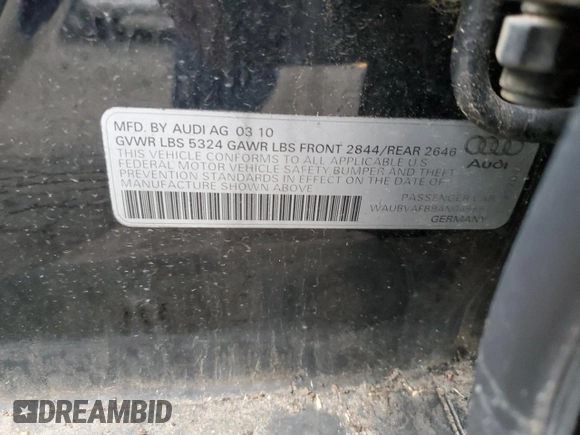 MFD. BY AUDI AG 03 10
GVWR LBS 5324 GAWR LBS FRONT 2844/REAR 2646
THIS VEHICLE CONFORMS TO ALL APPLICABLE U.S
FEDERAL MOTOR VEHICLE SAFETY BUMPER AND THEFT
PREVENTION STANDARDS IN EFFECT ON THE DATE OF
MANUFACTURE SHOWN ABOVE
Audi
PASSENGER CAR
GERMANY
DREAMBID